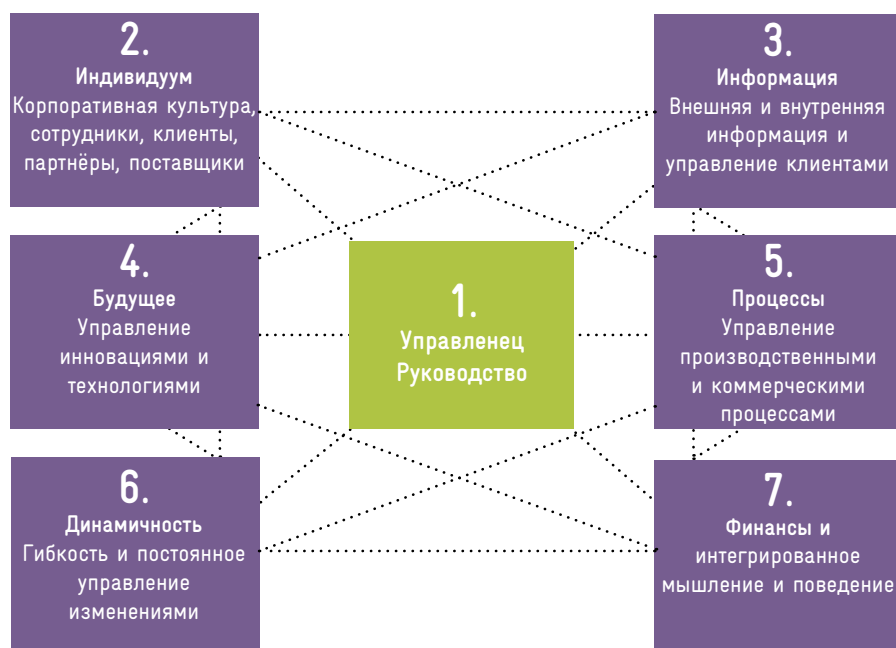 2.
Индивидуум
Корпоративная культура,
сотрудники, клиенты,
партнёры, поставщики
3.
Информация
Внешняя и внутренняя
информация и
управление клиентами
4.
Будущее
Управление
инновациями и
технологиями
1.
Управленец
Руководство
5.
Процессы
Управление
производственными
и коммерческими
процессами
6.
Динамичность
Гибкость и постоянное
управление
изменениями
7.
Финансы и
интегрированное
мышление и поведение